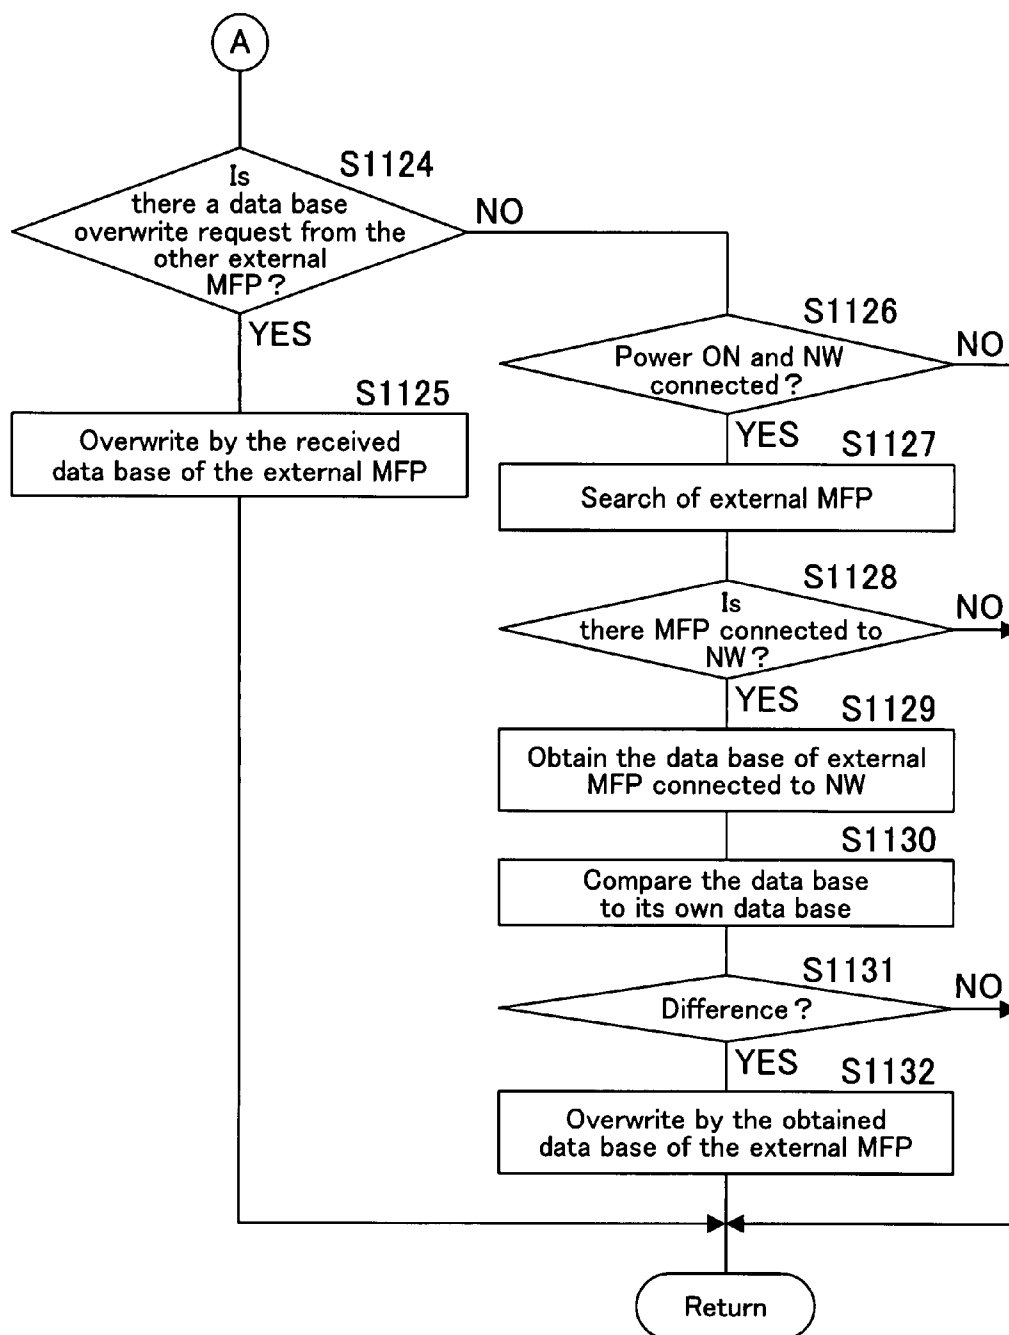 A
S1124
Is
there a data base
overwrite request from the
other external
MFP?
NO
YES
S1125
Overwrite by the received
data base of the external MFP
S1126
Power ON and NW
connected?
NO
YES
S1127
Search of external MFP
S1128
Is
there MFP connected to
NW?
NO
YES
S1129
Obtain the data base of external
MFP connected to NW
S1130
Compare the data base
to its own data base
S1131
Difference?
NO
YES
S1132
Overwrite by the obtained
data base of the external MFP
Return